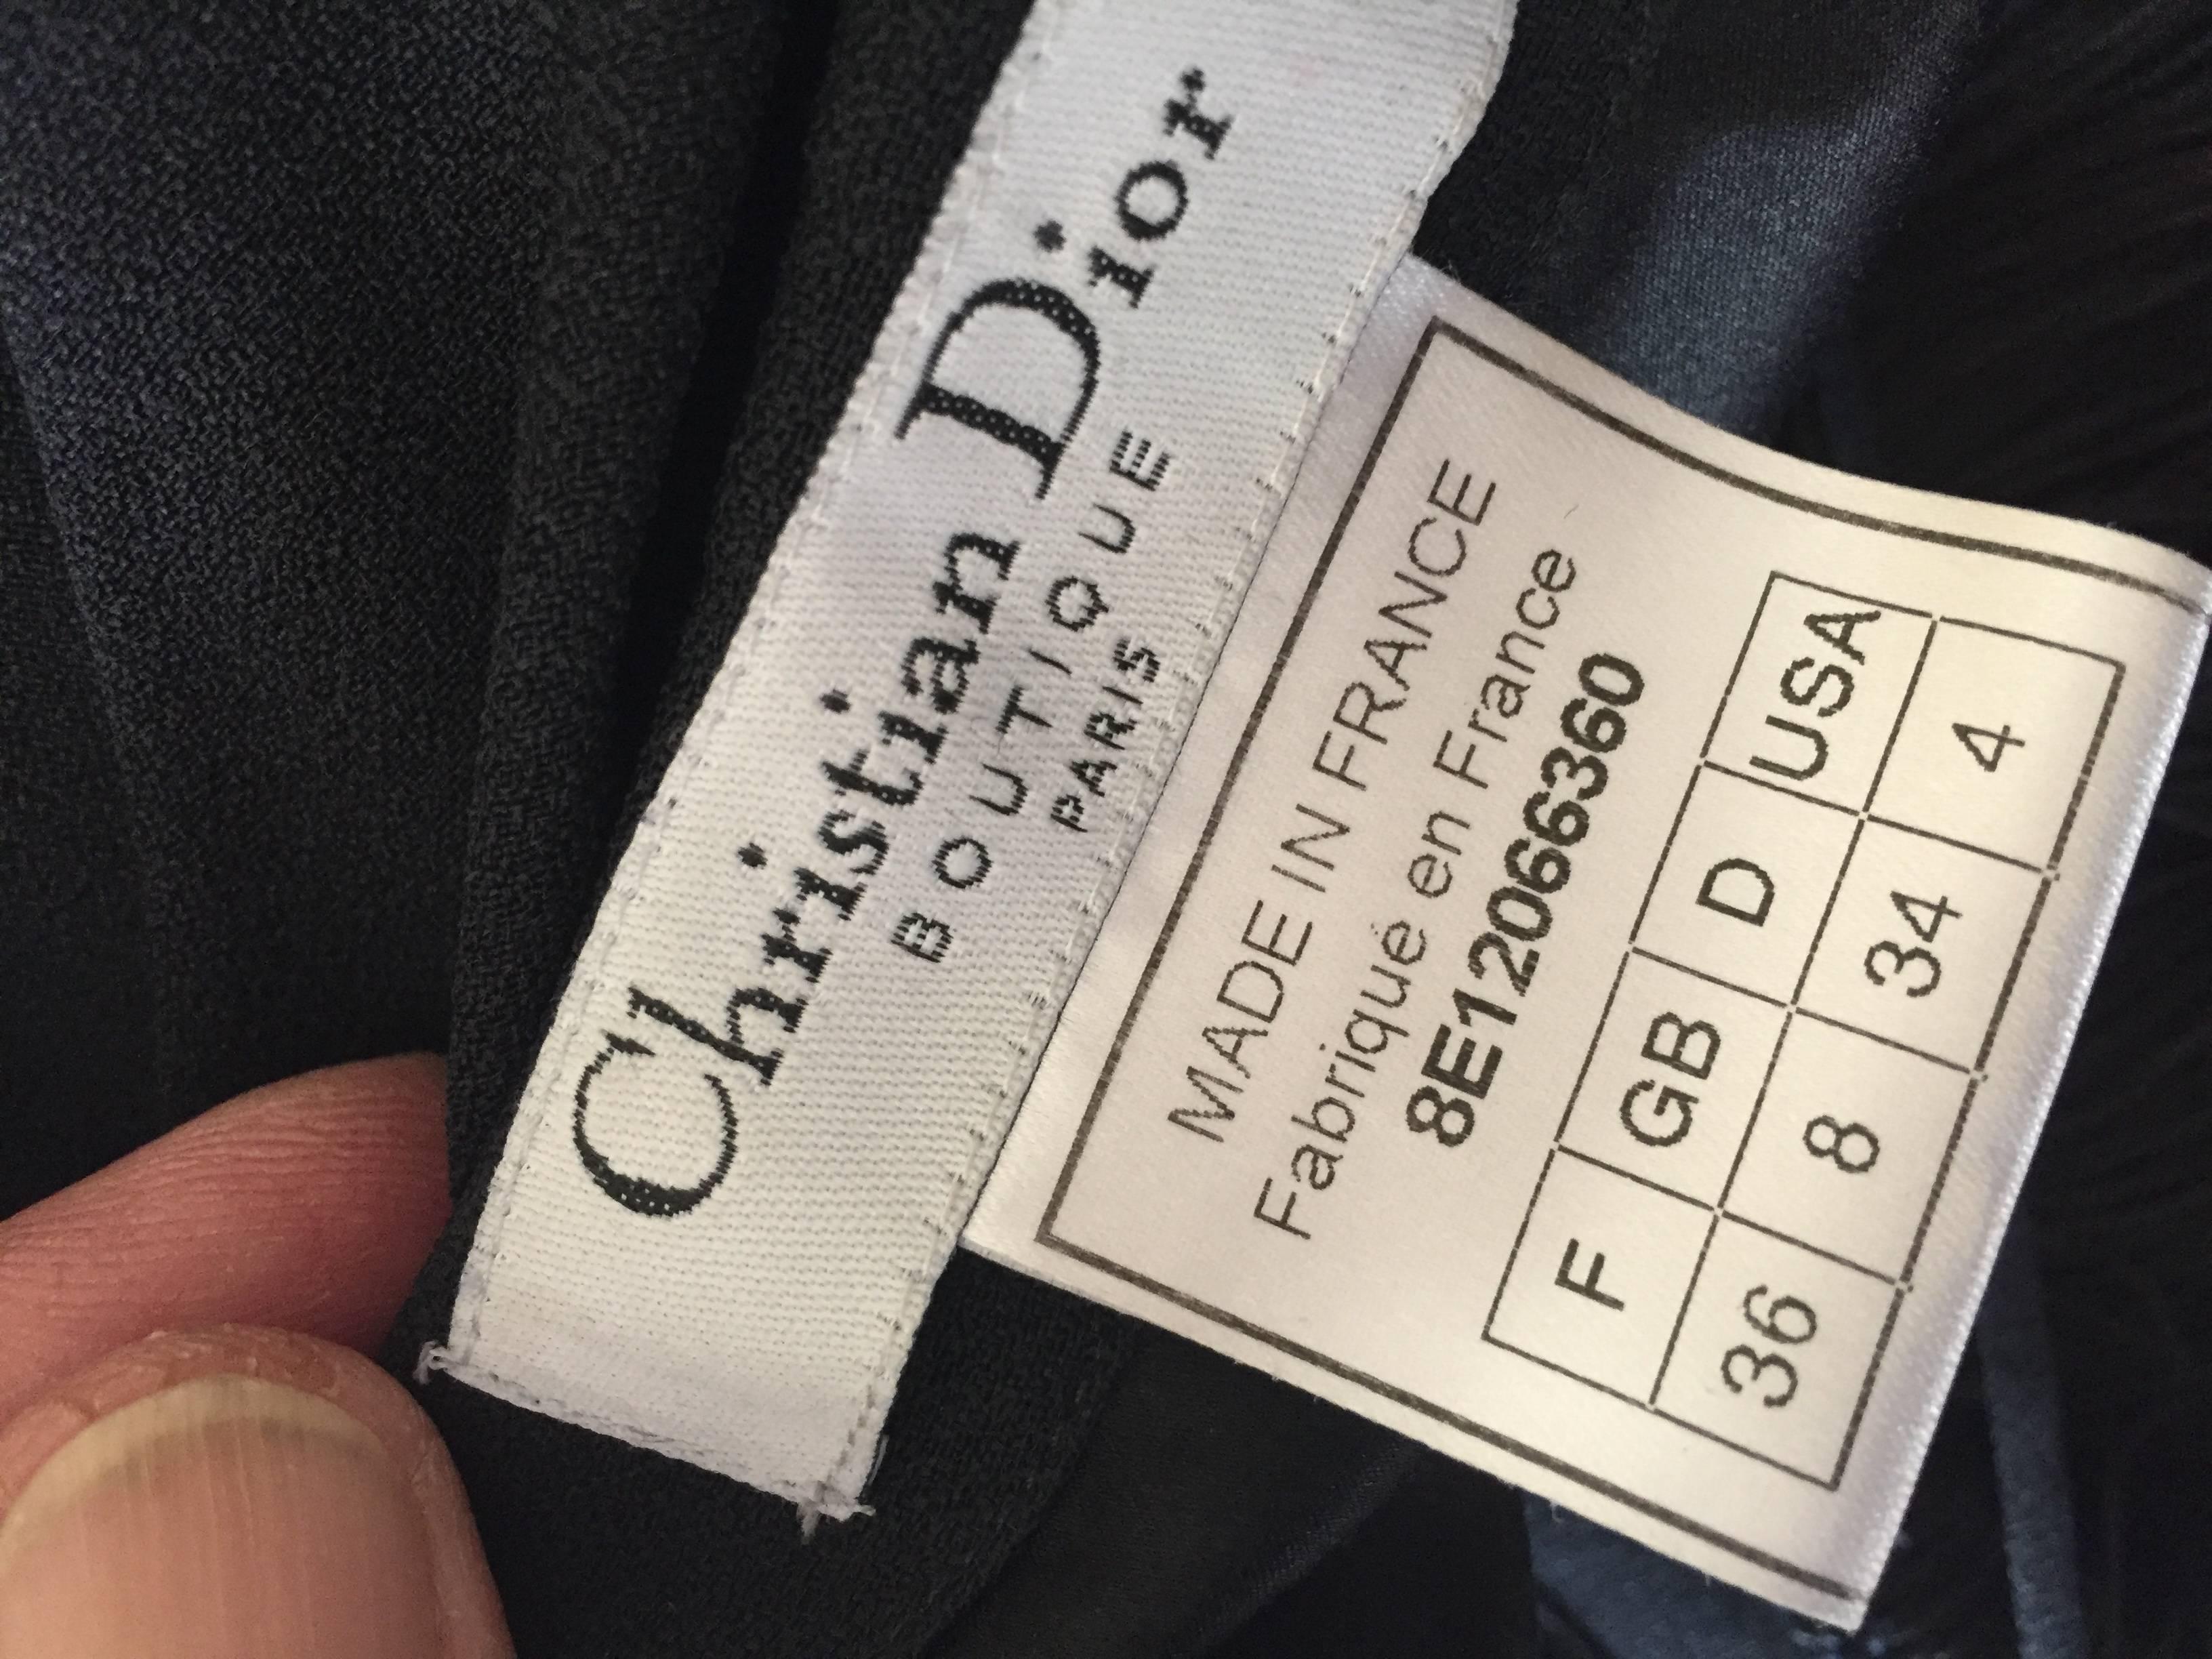 Christian Dior
BOUTIQUE
PARIS
MADE IN FRANCE
Fabriqué en France
8E12066360
F GB D USA
36 8 34 4